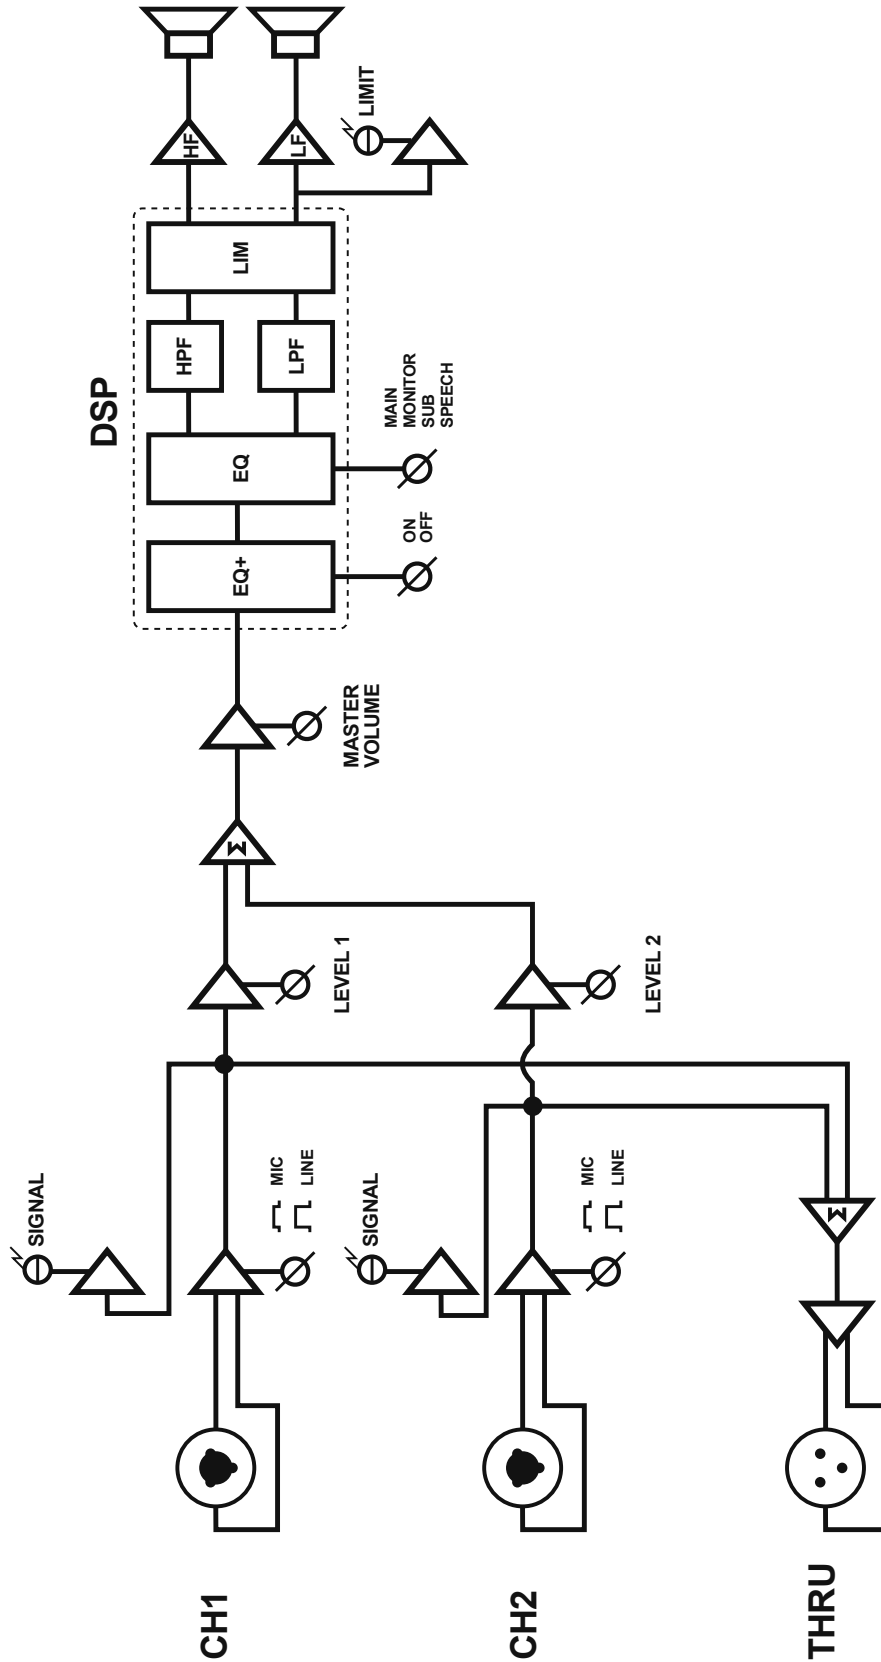 CH1
SIGNAL
MIC
LINE
LEVEL 1
Σ
MASTER
VOLUME
DSP
EQ+
ON
OFF
EQ
MAIN
MONITOR
SUB
SPEECH
HPF
LPF
LIM
HF
LF
LIMIT
CH2
SIGNAL
MIC
LINE
LEVEL 2
THRU
Σ